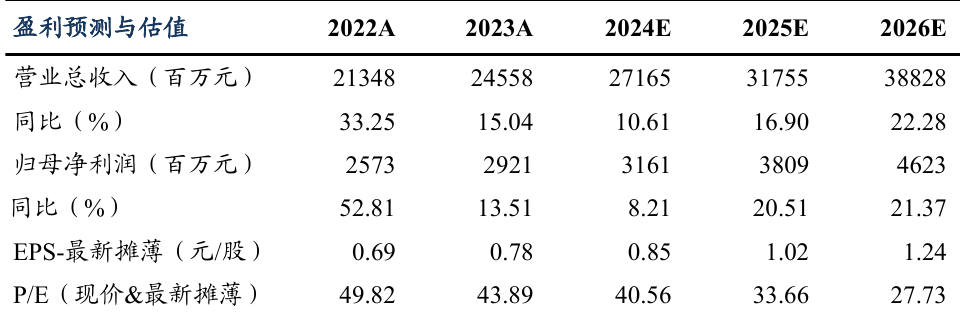 盈利预测与估值 2022A 2023A 2024E 2025E 2026E
营业总收入（百万元） 21348 24558 27165 31755 38828
同比（%） 33.25 15.04 10.61 16.90 22.28
归母净利润（百万元） 2573 2921 3161 3809 4623
同比（%） 52.81 13.51 8.21 20.51 21.37
EPS-最新摊薄（元/股） 0.69 0.78 0.85 1.02 1.24
P/E（现价&最新摊薄） 49.82 43.89 40.56 33.66 27.73